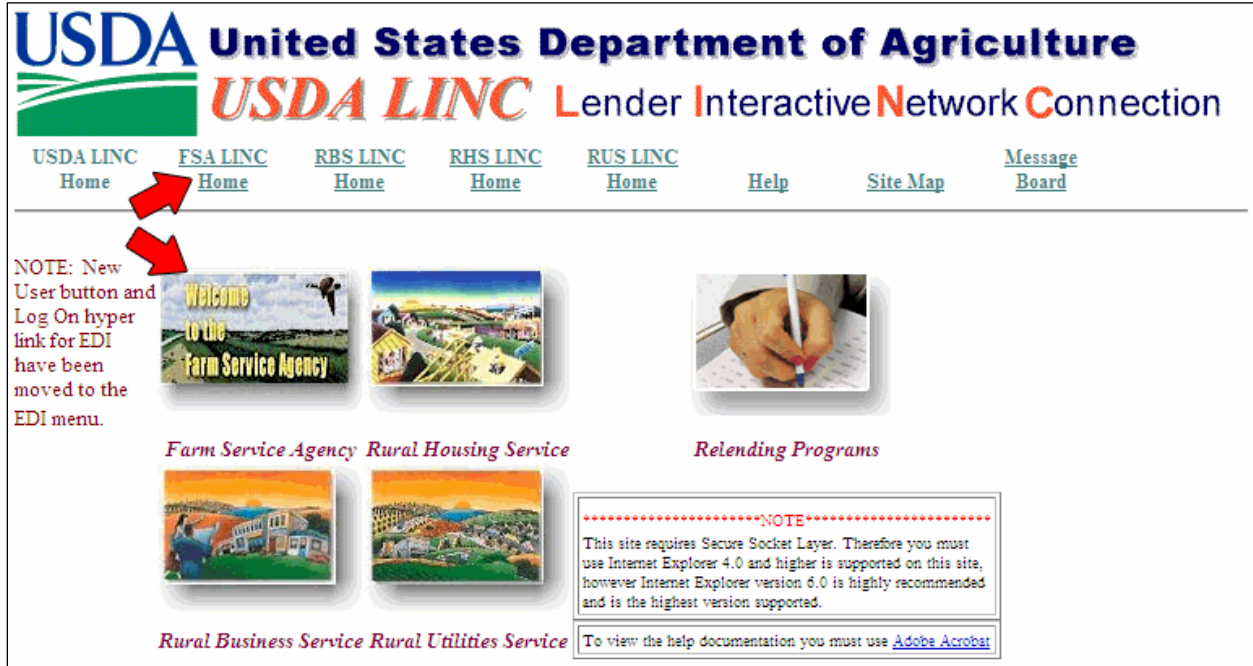 USDA United States Department of Agriculture
USDA LINC Lender Interactive Network Connection
USDA LINC Home
FSA LINC Home
RBS LINC Home
RHS LINC Home
RUS LINC Home
Help
Site Map
Message Board
NOTE: New
User button and
Log On hyper
link for EDI
have been
moved to the
EDI menu.
Welcome
to the
Farm Service Agency
Farm Service Agency
Rural Housing Service
Relending Programs
**********************NOTE***********************
This site requires Secure Socket Layer. Therefore you must
use Internet Explorer 4.0 and higher is supported on this site,
however Internet Explorer version 6.0 is highly recommended
and is the highest version supported.
To view the help documentation you must use Adobe Acrobat
Rural Business Service
Rural Utilities Service